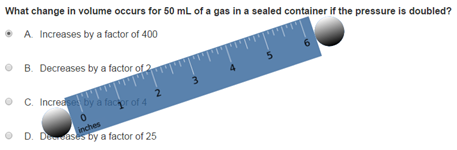 What change in volume occurs for 50 mL of a gas in a sealed container if the pressure is doubled?
A. Increases by a factor of 400
B. Decreases by a factor of 2
C. Increases by a factor of 4
D. Decreases by a factor of 25
0 1 2 3 4 5 6
inches